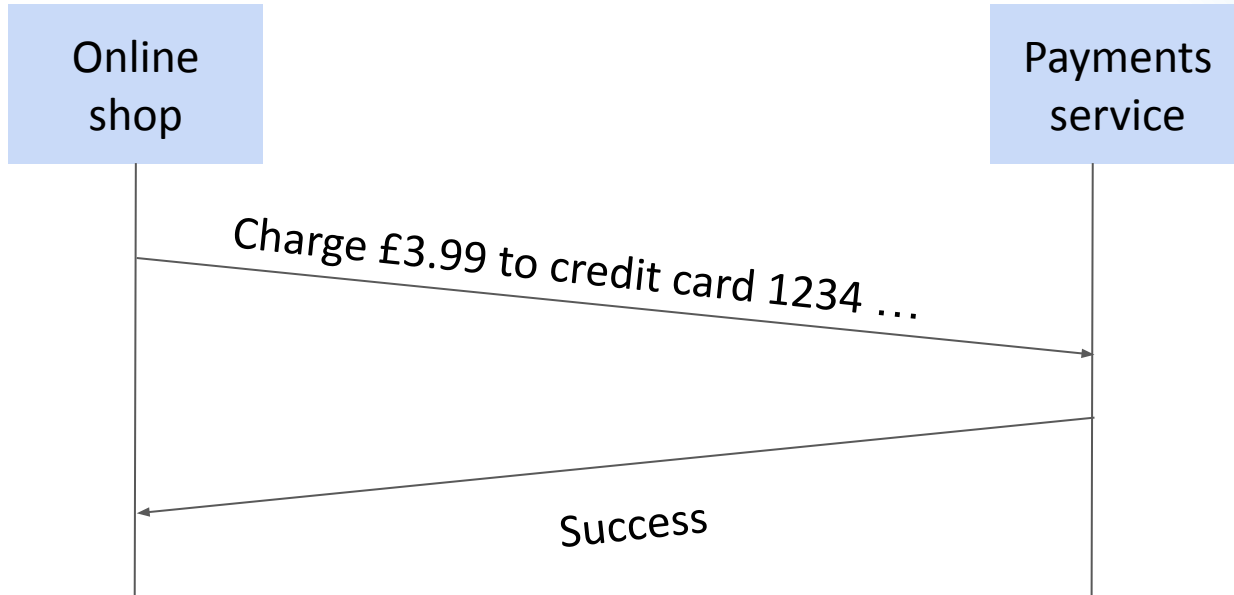 Online
shop
Payments
service
Charge £3.99 to credit card 1234 ...
Success